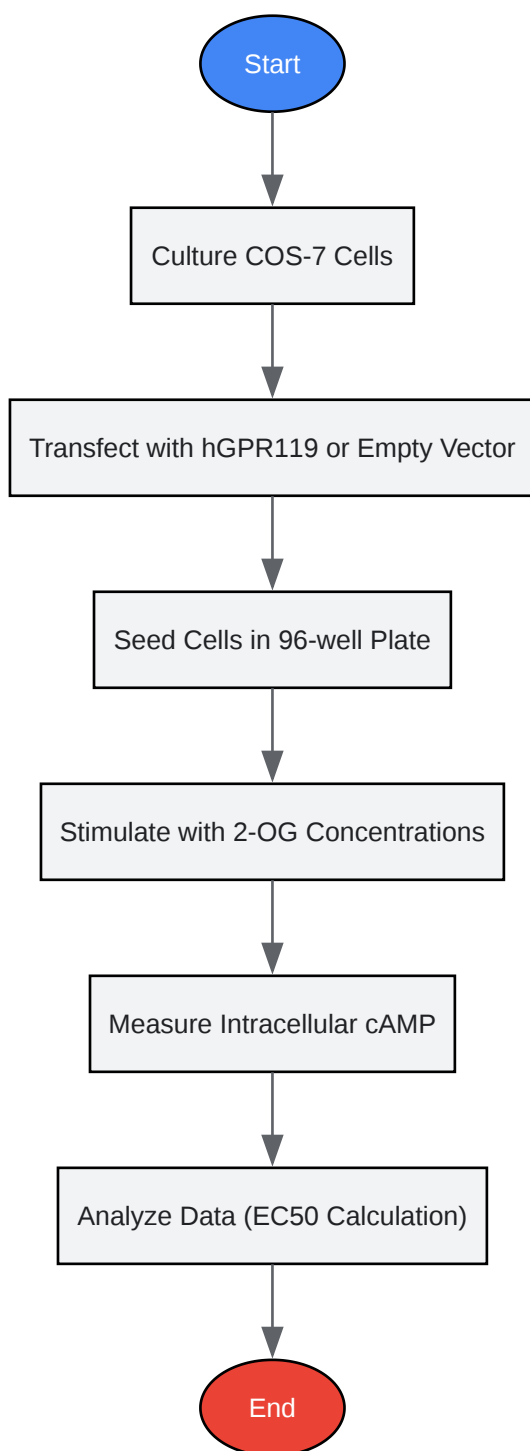 Start
Culture COS-7 Cells
Transfect with hGPR119 or Empty Vector
Seed Cells in 96-well Plate
Stimulate with 2-OG Concentrations
Measure Intracellular cAMP
Analyze Data (EC50 Calculation)
End